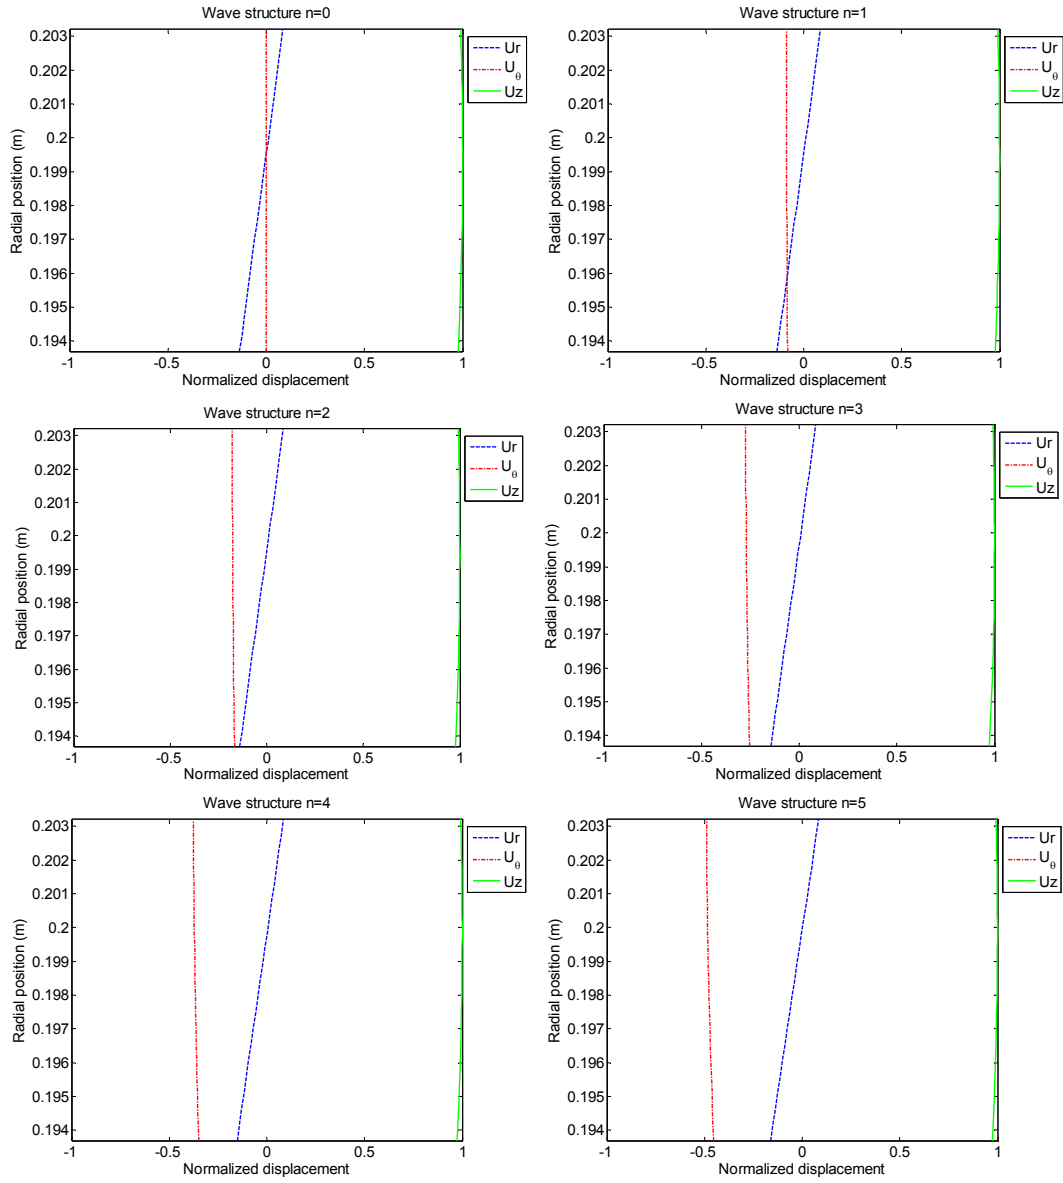 Wave structure n=0
0.203
0.202
0.201
0.2
0.199
0.198
0.197
0.196
0.195
0.194
Radial position (m)
-1
-0.5
0
0.5
1
Normalized displacement
Ur
U θ
Uz
Wave structure n=1
0.203
0.202
0.201
0.2
0.199
0.198
0.197
0.196
0.195
0.194
Radial position (m)
-1
-0.5
0
0.5
1
Normalized displacement
Ur
U θ
Uz
Wave structure n=2
0.203
0.202
0.201
0.2
0.199
0.198
0.197
0.196
0.195
0.194
Radial position (m)
-1
-0.5
0
0.5
1
Normalized displacement
Ur
U θ
Uz
Wave structure n=3
0.203
0.202
0.201
0.2
0.199
0.198
0.197
0.196
0.195
0.194
Radial position (m)
-1
-0.5
0
0.5
1
Normalized displacement
Ur
U θ
Uz
Wave structure n=4
0.203
0.202
0.201
0.2
0.199
0.198
0.197
0.196
0.195
0.194
Radial position (m)
-1
-0.5
0
0.5
1
Normalized displacement
Ur
U θ
Uz
Wave structure n=5
0.203
0.202
0.201
0.2
0.199
0.198
0.197
0.196
0.195
0.194
Radial position (m)
-1
-0.5
0
0.5
1
Normalized displacement
Ur
U θ
Uz